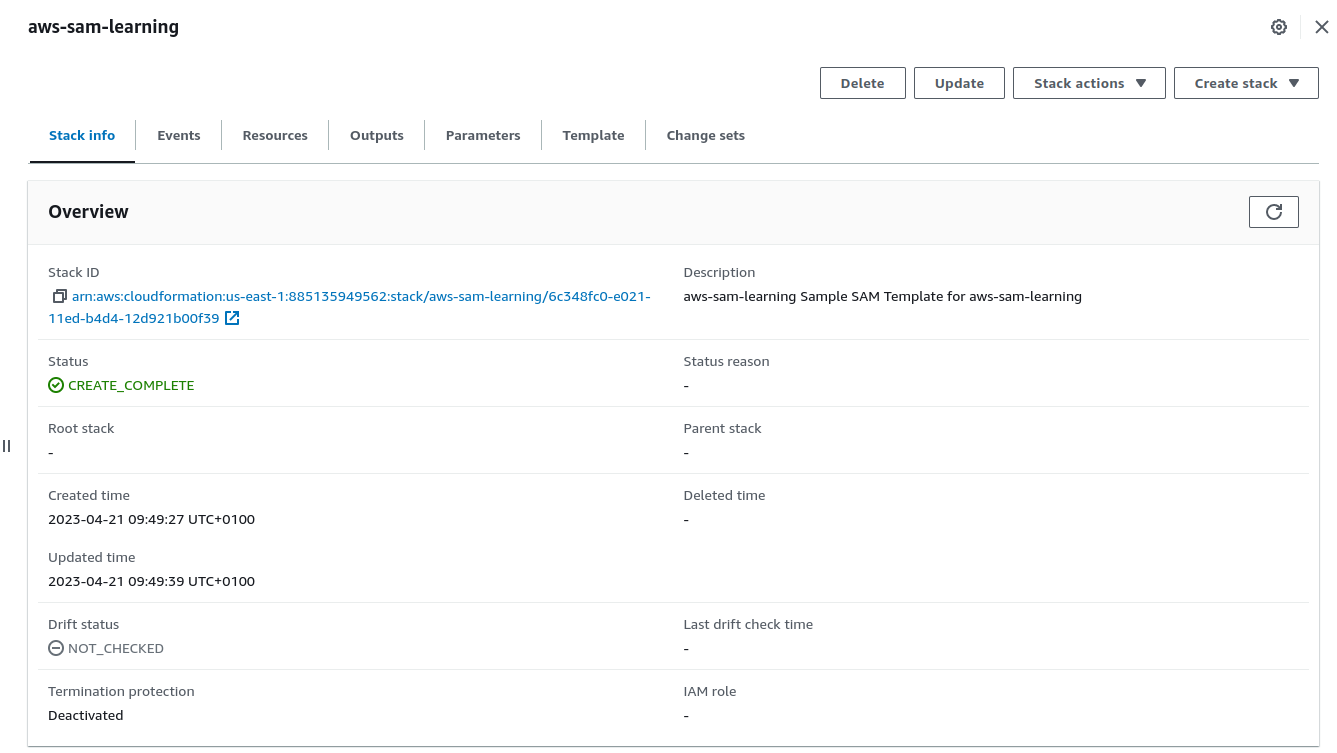 aws-sam-learning
Delete
Update
Stack actions
Create stack
Stack info
Events
Resources
Outputs
Parameters
Template
Change sets
Overview
Stack ID
arn:aws:cloudformation:us-east-1:885135949562:stack/aws-sam-learning/6c348fc0-e021-
11ed-b4d4-12d921b00f39
Description
aws-sam-learning Sample SAM Template for aws-sam-learning
Status
CREATE_COMPLETE
Status reason
-
Root stack
-
Parent stack
-
Created time
2023-04-21 09:49:27 UTC+0100
Deleted time
-
Updated time
2023-04-21 09:49:39 UTC+0100
Drift status
NOT_CHECKED
Last drift check time
-
Termination protection
Deactivated
IAM role
-